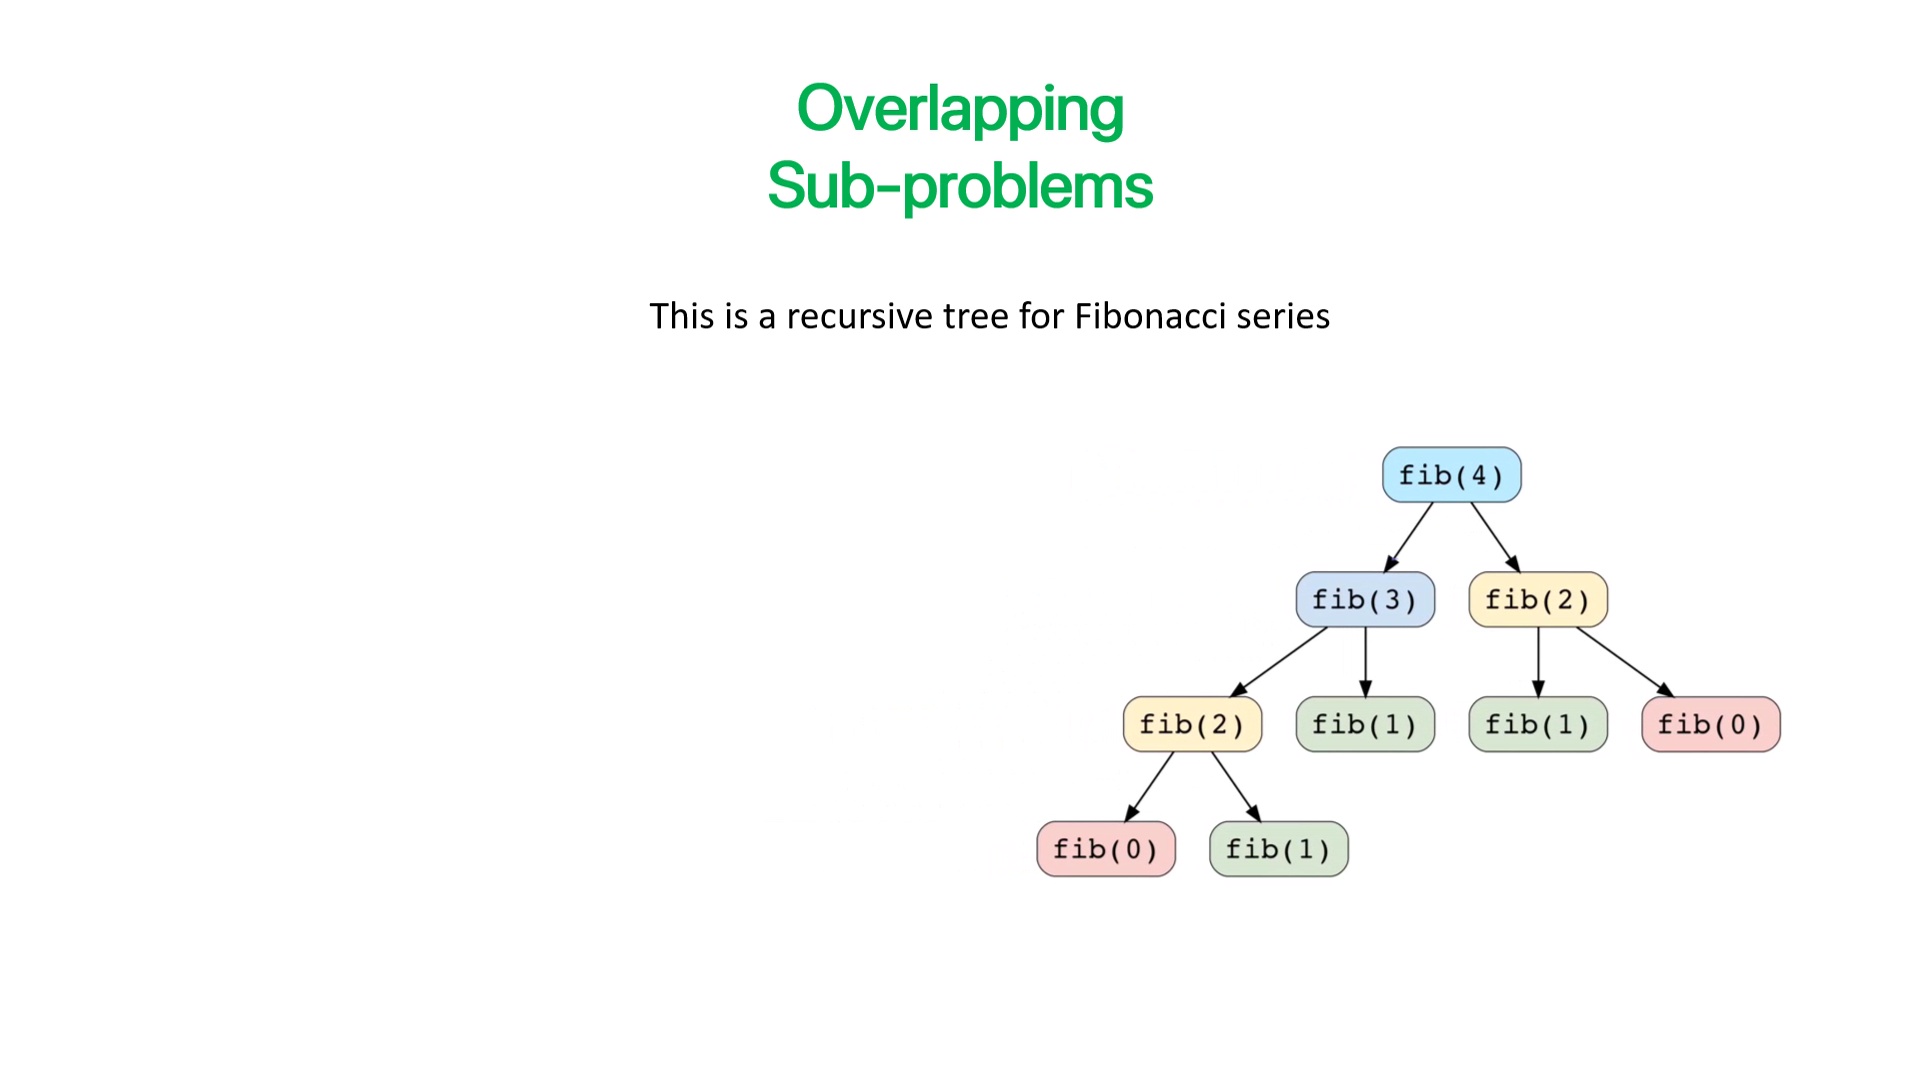 Overlapping
Sub-problems
This is a recursive tree for Fibonacci series
fib(4)
fib(3)
fib(2)
fib(2)
fib(1)
fib(1)
fib(0)
fib(0)
fib(1)